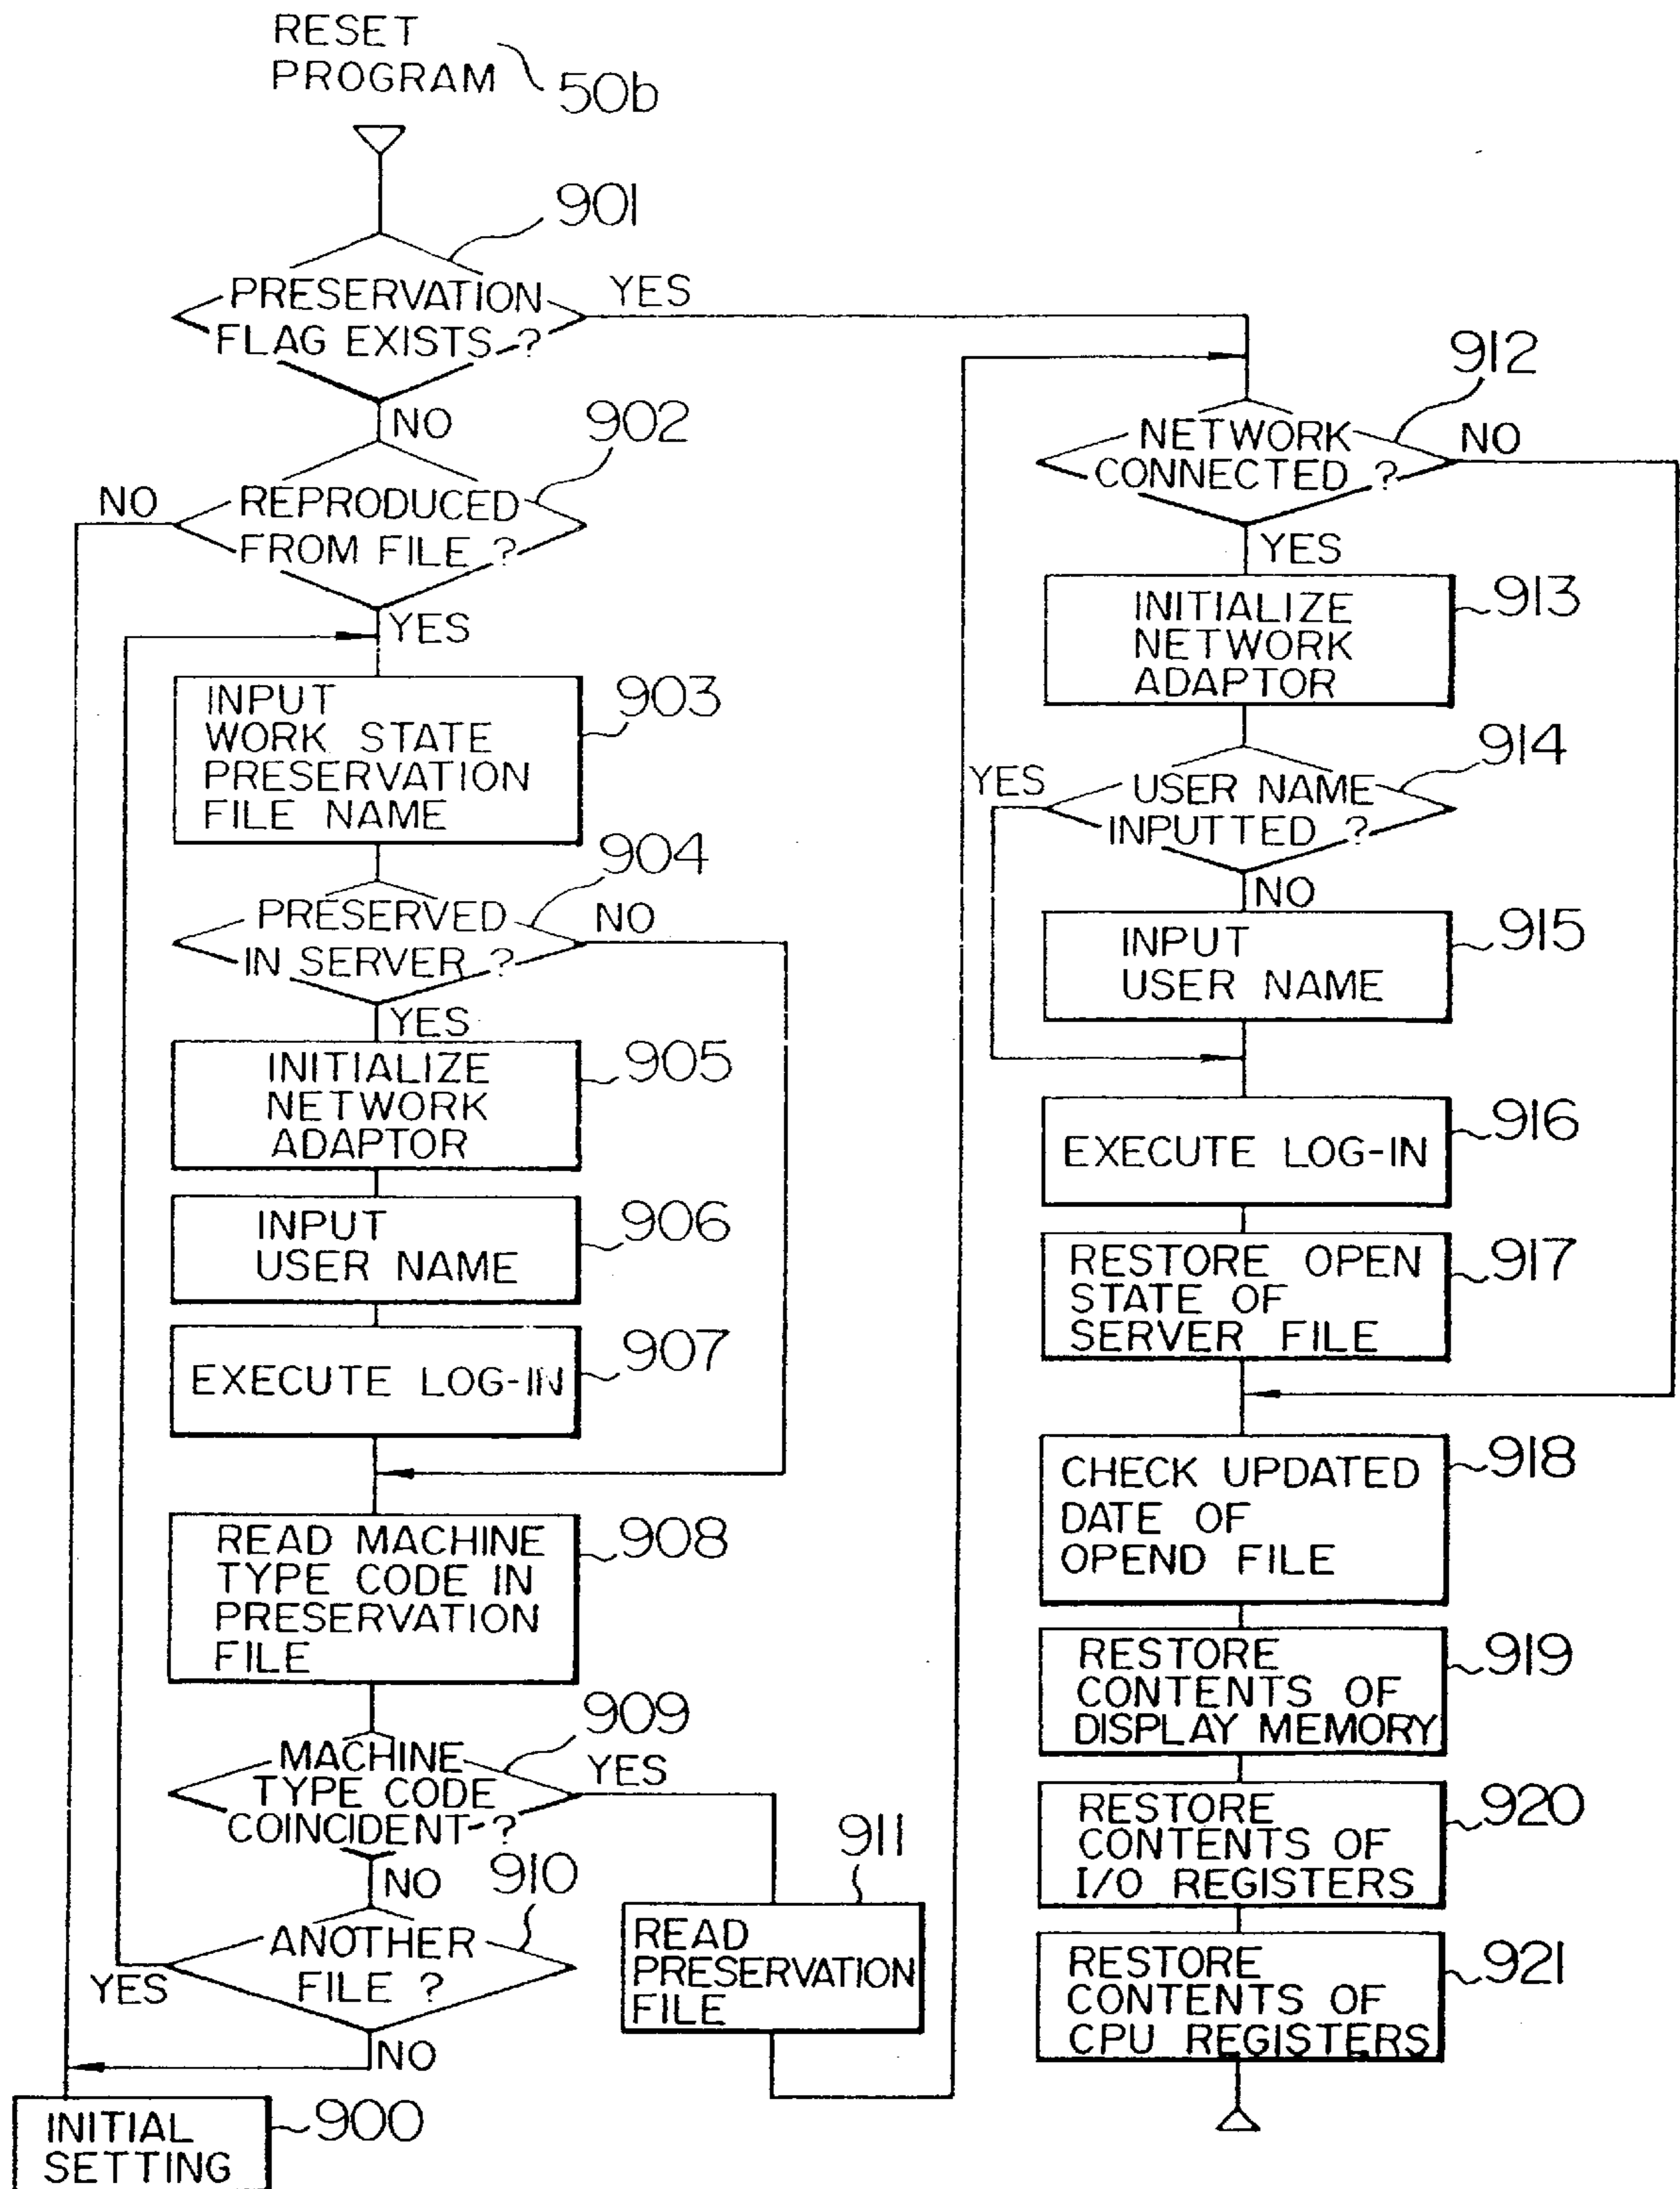 RESET
PROGRAM
50b
901
PRESERVATION
FLAG EXISTS ?
YES
NO
902
REPRODUCED
FROM FILE ?
NO
YES
INPUT
WORK STATE
PRESERVATION
FILE NAME
903
904
PRESERVED
IN SERVER ?
NO
YES
INITIALIZE
NETWORK
ADAPTOR
905
INPUT
USER NAME
906
EXECUTE LOG-IN
907
READ MACHINE
TYPE CODE IN
PRESERVATION
FILE
908
909
MACHINE
TYPE CODE
COINCIDENT ?
YES
NO
910
ANOTHER
FILE ?
YES
NO
911
READ
PRESERVATION
FILE
INITIAL
SETTING
900
912
NETWORK
CONNECTED ?
NO
YES
INITIALIZE
NETWORK
ADAPTOR
913
914
USER NAME
INPUTTED ?
YES
NO
INPUT
USER NAME
915
EXECUTE LOG-IN
916
RESTORE OPEN
STATE OF
SERVER FILE
917
CHECK UPDATED
DATE OF
OPEND FILE
918
RESTORE
CONTENTS OF
DISPLAY MEMORY
919
RESTORE
CONTENTS OF
I/O REGISTERS
920
RESTORE
CONTENTS OF
CPU REGISTERS
921